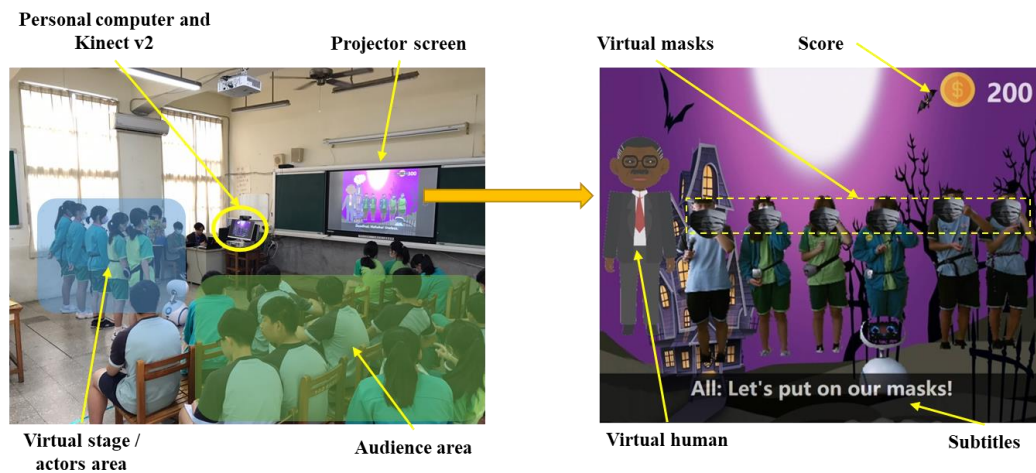 Personal computer and
Kinect v2
Projector screen
Virtual masks
Score
$ 200
All: Let's put on our masks!
Virtual stage /
actors area
Audience area
Virtual human
Subtitles